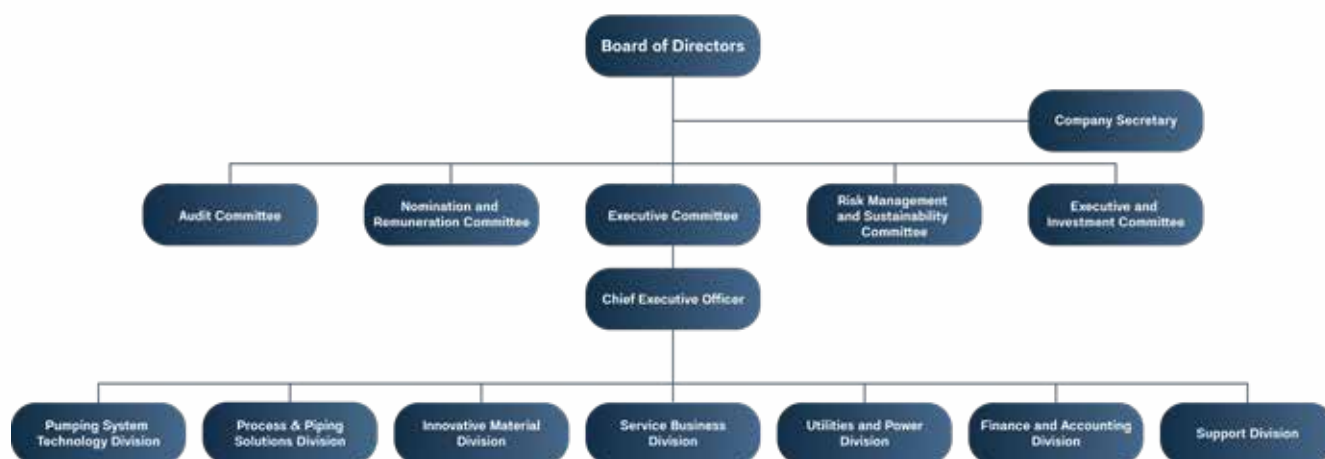 Board of Directors
Company Secretary
Audit Committee
Nomination and
Remuneration Committee
Executive Committee
Risk Management
and Sustainability
Committee
Executive and
Investment Committee
Chief Executive Officer
Pumping System
Technology Division
Process & Piping
Solutions Division
Innovative Material
Division
Service Business
Division
Utilities and Power
Division
Finance and Accounting
Division
Support Division